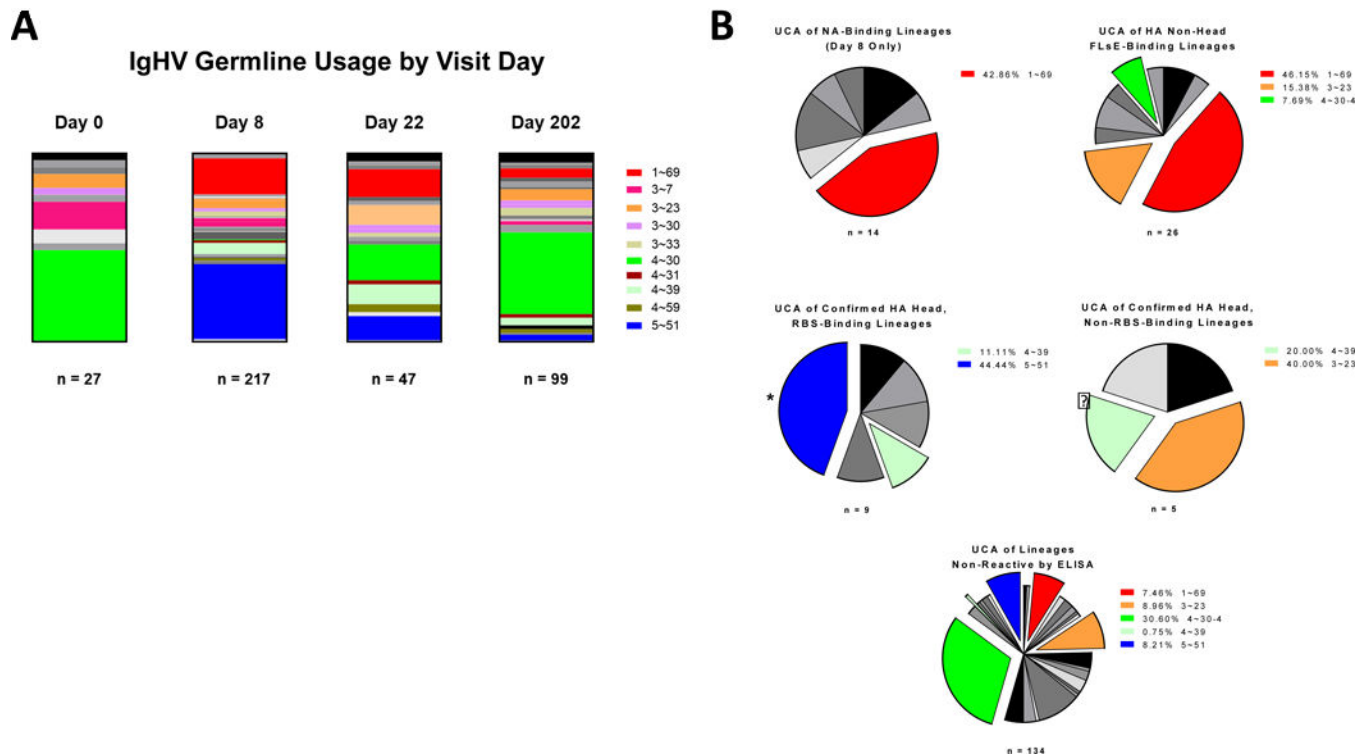 A
IgHV Germline Usage by Visit Day
Day 0
Day 8
Day 22
Day 202
1~69
3~7
3~23
3~30
3~33
4~30
4~31
4~39
4~59
5~51
n = 27
n = 217
n = 47
n = 99
B
UCA of NA-Binding Lineages
(Day 8 Only)
42.86% 1~69
n = 14
UCA of HA Non-Head
FLsE-Binding Lineages
46.15% 1~69
15.38% 3~23
7.69% 4~30-4
n = 26
UCA of Confirmed HA Head,
RBS-Binding Lineages
11.11% 4~39
44.44% 5~51
*
n = 9
UCA of Confirmed HA Head,
Non-RBS-Binding Lineages
20.00% 4~39
40.00% 3~23
?
n = 5
UCA of Lineages
Non-Reactive by ELISA
7.46% 1~69
8.96% 3~23
30.60% 4~30-4
0.75% 4~39
8.21% 5~51
n = 134